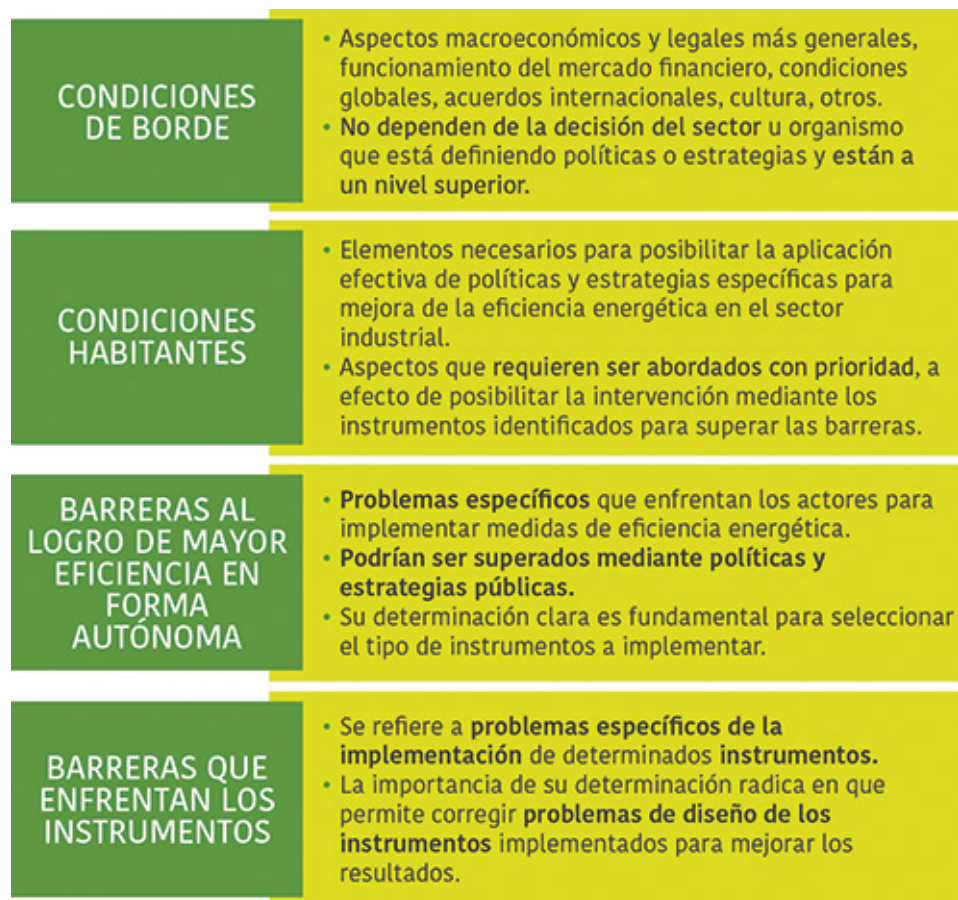 CONDICIONES
DE BORDE
• Aspectos macroeconómicos y legales más generales,
funcionamiento del mercado financiero, condiciones
globales, acuerdos internacionales, cultura, otros.
• No dependen de la decisión del sector u organismo
que está definiendo políticas o estrategias y están a
un nivel superior.
CONDICIONES
HABITANTES
• Elementos necesarios para posibilitar la aplicación
efectiva de políticas y estrategias específicas para
mejora de la eficiencia energética en el sector
industrial.
• Aspectos que requieren ser abordados con prioridad, a
efecto de posibilitar la intervención mediante los
instrumentos identificados para superar las barreras.
BARRERAS AL
LOGRO DE MAYOR
EFICIENCIA EN
FORMA
AUTÓNOMA
• Problemas específicos que enfrentan los actores para
implementar medidas de eficiencia energética.
• Podrían ser superados mediante políticas y
estrategias públicas.
• Su determinación clara es fundamental para seleccionar
el tipo de instrumentos a implementar.
BARRERAS QUE
ENFRENTAN LOS
INSTRUMENTOS
• Se refiere a problemas específicos de la
implementación de determinados instrumentos.
• La importancia de su determinación radica en que
permite corregir problemas de diseño de los
instrumentos implementados para mejorar los
resultados.